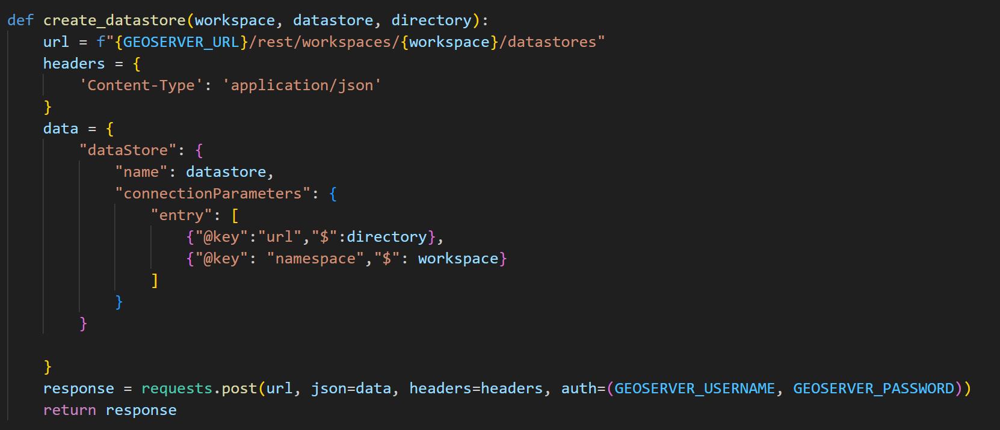 def create_datastore(workspace, datastore, directory):
    url = f"{GEOSERVER_URL}/rest/workspaces/{workspace}/datastores"
    headers = {
        'Content-Type': 'application/json'
    }
    data = {
        "dataStore": {
            "name": datastore,
            "connectionParameters": {
                "entry": [
                    {"@key":"url","$":directory},
                    {"@key": "namespace","$": workspace}
                ]
            }
        }

    }
    response = requests.post(url, json=data, headers=headers, auth=(GEOSERVER_USERNAME, GEOSERVER_PASSWORD))
    return response